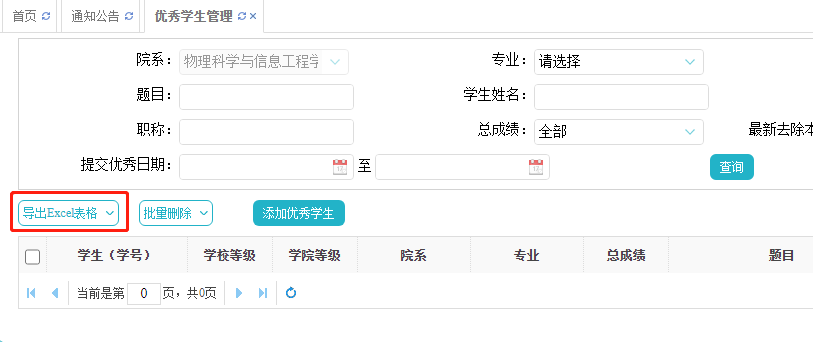 首页 通知公告 优秀学生管理
院系: 物理科学与信息工程学 专业: 请选择
题目: 学生姓名:
职称: 总成绩: 全部 最新去除本
提交优秀日期: 至 查询
导出Excel表格 批量删除 添加优秀学生
学生（学号） 学校等级 学院等级 院系 专业 总成绩 题目
当前是第 0 页，共0页